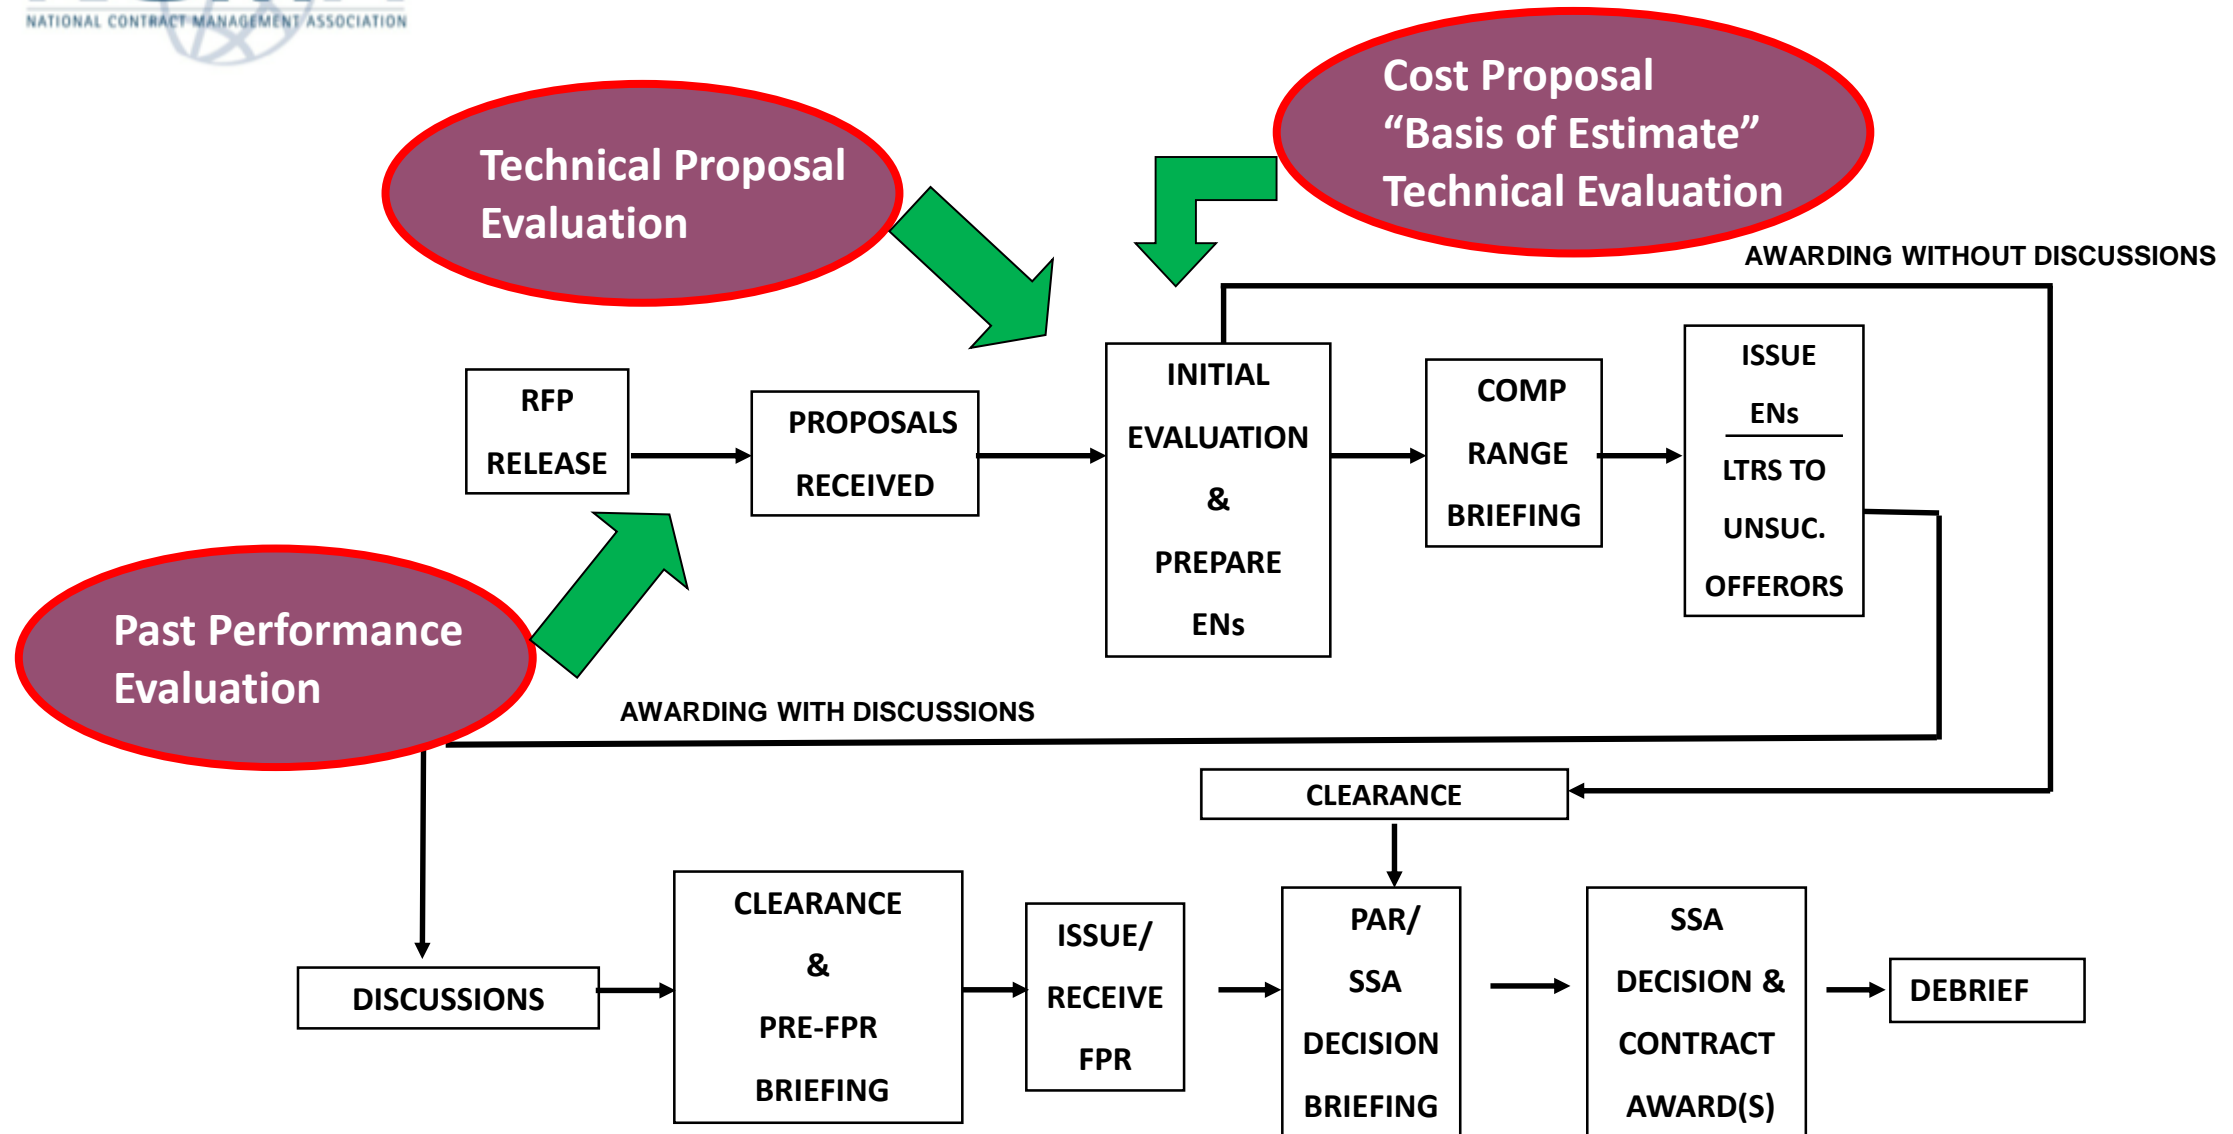 NATIONAL CONTRACT MANAGEMENT ASSOCIATION
Cost Proposal
“Basis of Estimate”
Technical Evaluation
Technical Proposal
Evaluation
AWARDING WITHOUT DISCUSSIONS
RFP
RELEASE
PROPOSALS
RECEIVED
INITIAL
EVALUATION
&
PREPARE
ENs
COMP
RANGE
BRIEFING
ISSUE
ENs
LTRS TO
UNSUC.
OFFERORS
Past Performance
Evaluation
AWARDING WITH DISCUSSIONS
CLEARANCE
DISCUSSIONS
CLEARANCE
&
PRE-FPR
BRIEFING
ISSUE/
RECEIVE
FPR
PAR/
SSA
DECISION
BRIEFING
SSA
DECISION &
CONTRACT
AWARD(S)
DEBRIEF